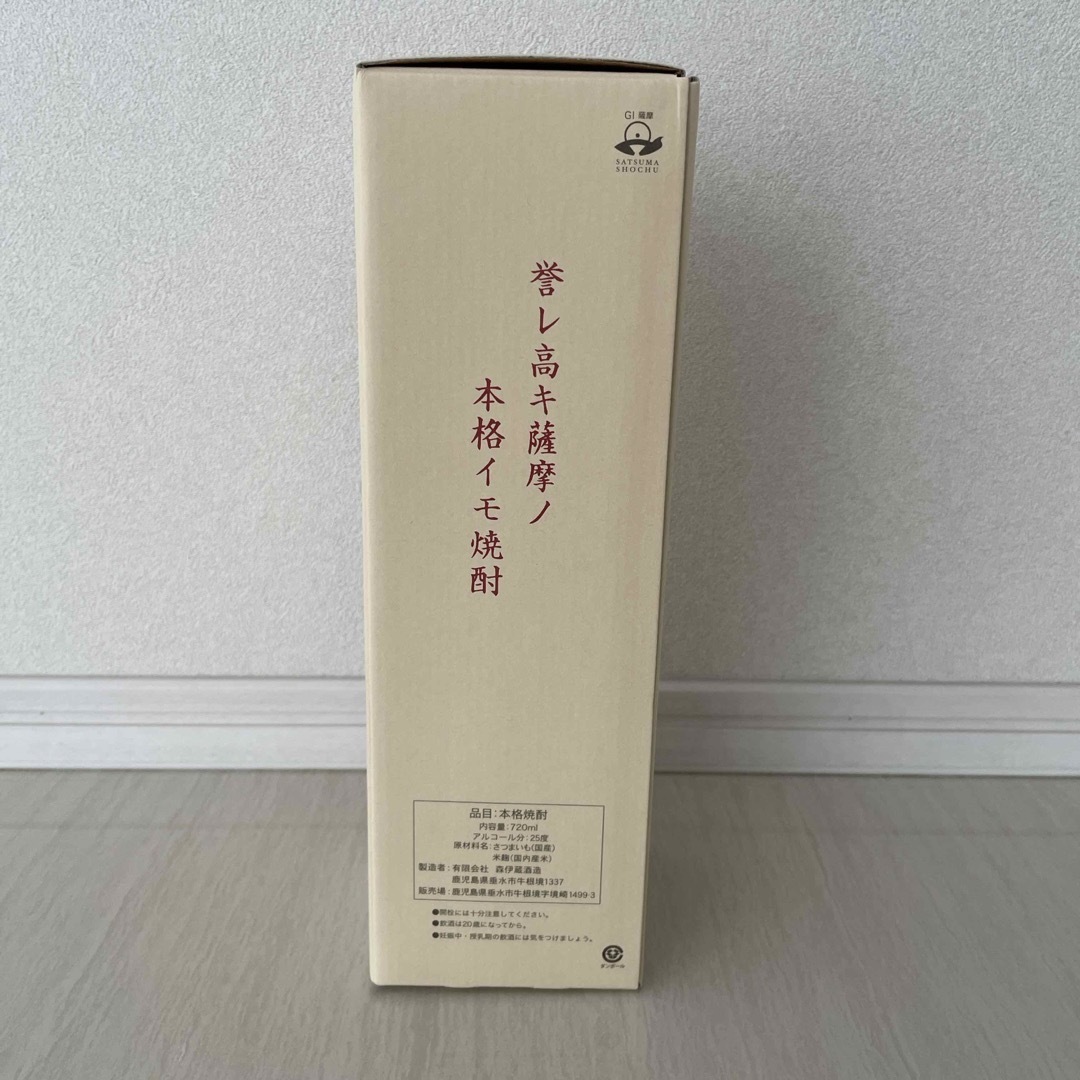 GI 薩摩
SATSUMA
SHOCHU
誉レ高キ薩摩ノ
本格イモ焼酎
品目:本格焼酎
内容量:720ml
アルコール分:25度
原材料名:さつまいも(国産)
米麹(国内産米)
製造者:有限会社 森伊蔵酒造
鹿児島県垂水市牛根境1337
販売場:鹿児島県垂水市牛根境字境崎1499-3
●開栓には十分注意してください。
●飲酒は20歳になってから。
●妊娠中・授乳期の飲酒には気をつけましょう。
ダンボール